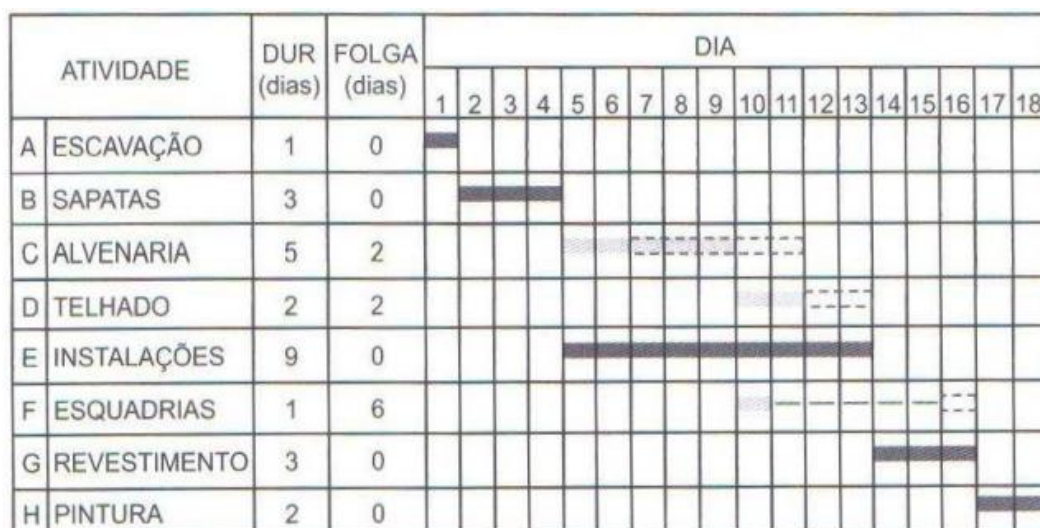 ATIVIDADE DUR (dias) FOLGA (dias) DIA
1 2 3 4 5 6 7 8 9 10 11 12 13 14 15 16 17 18
A ESCAVAÇÃO 1 0
B SAPATAS 3 0
C ALVENARIA 5 2
D TELHADO 2 2
E INSTALAÇÕES 9 0
F ESQUADRIAS 1 6
G REVESTIMENTO 3 0
H PINTURA 2 0